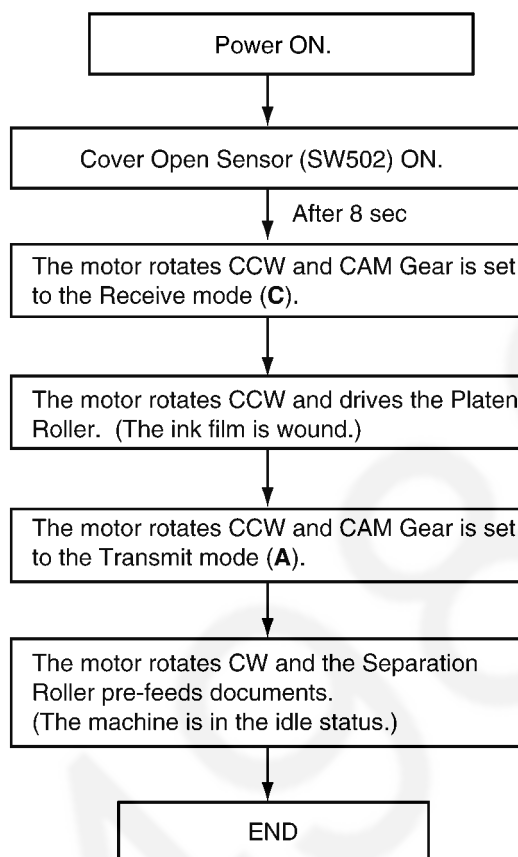 Power ON.
Cover Open Sensor (SW502) ON.
After 8 sec
The motor rotates CCW and CAM Gear is set
to the Receive mode (C).
The motor rotates CCW and drives the Platen
Roller.  (The ink film is wound.)
The motor rotates CCW and CAM Gear is set
to the Transmit mode (A).
The motor rotates CW and the Separation
Roller pre-feeds documents.
(The machine is in the idle status.)
END